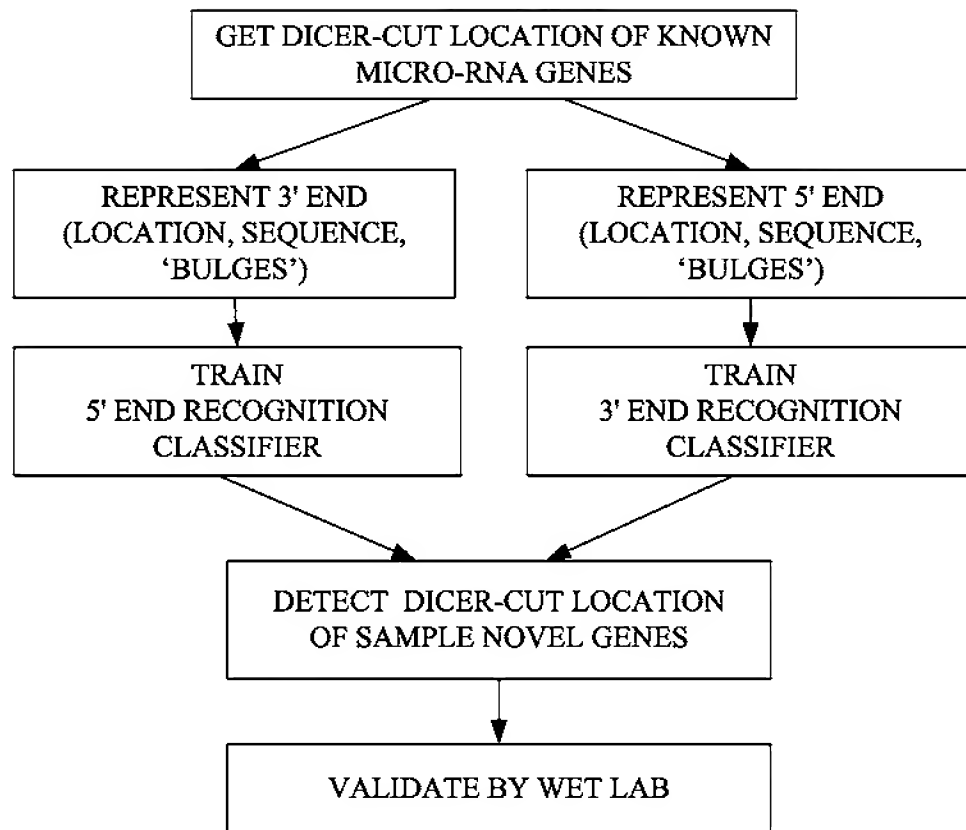 GET DICER-CUT LOCATION OF KNOWN
MICRO-RNA GENES
REPRESENT 3' END
(LOCATION, SEQUENCE,
‘BULGES’)
REPRESENT 5' END
(LOCATION, SEQUENCE,
‘BULGES’)
TRAIN
5' END RECOGNITION
CLASSIFIER
TRAIN
3' END RECOGNITION
CLASSIFIER
DETECT DICER-CUT LOCATION
OF SAMPLE NOVEL GENES
VALIDATE BY WET LAB